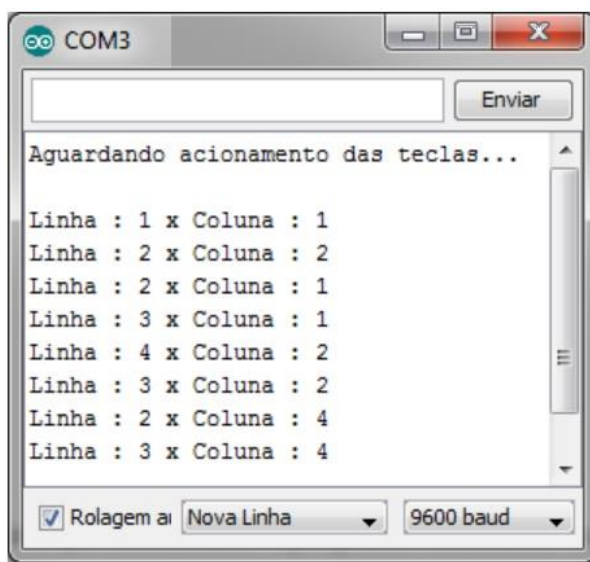 COM3
Enviar
Aguardando acionamento das teclas...
Linha : 1 x Coluna : 1
Linha : 2 x Coluna : 2
Linha : 2 x Coluna : 1
Linha : 3 x Coluna : 1
Linha : 4 x Coluna : 2
Linha : 3 x Coluna : 2
Linha : 2 x Coluna : 4
Linha : 3 x Coluna : 4
Rolagem au Nova Linha 9600 baud